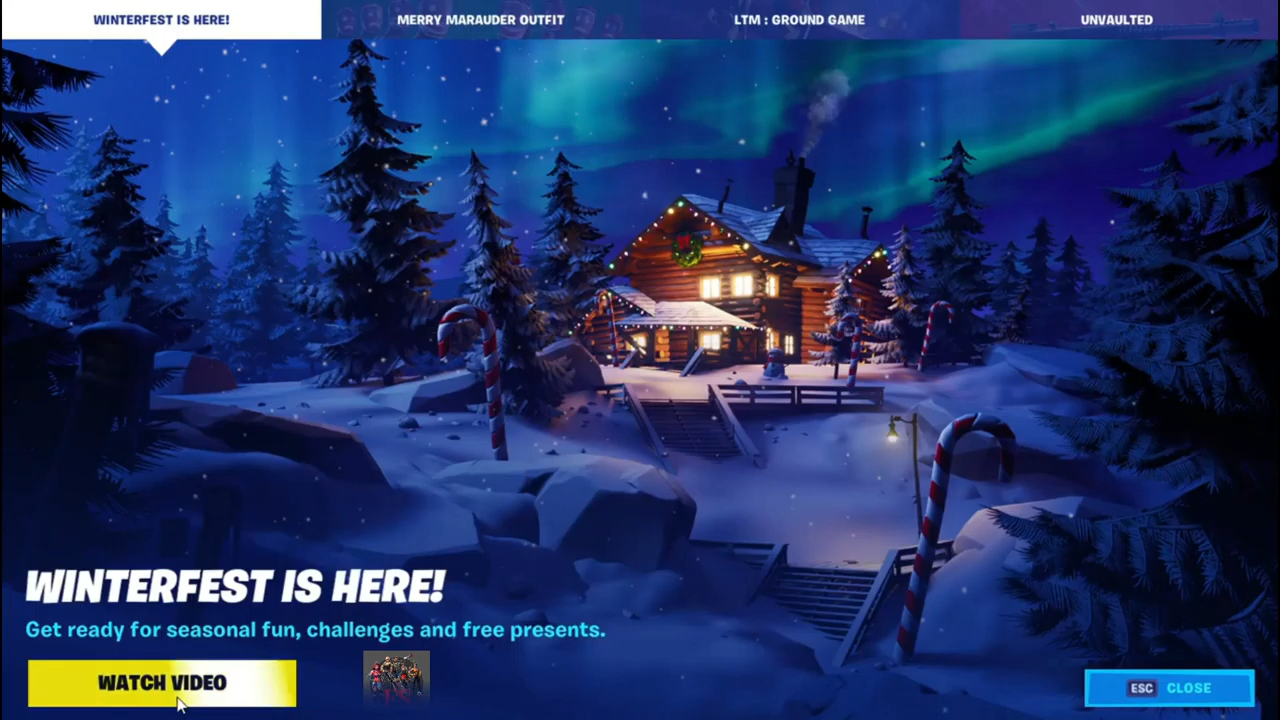 WINTERFEST IS HERE!
MERRY MARAUDER OUTFIT
LTM : GROUND GAME
UNVAULTED
WINTERFEST IS HERE!
Get ready for seasonal fun, challenges and free presents.
WATCH VIDEO
ESC CLOSE